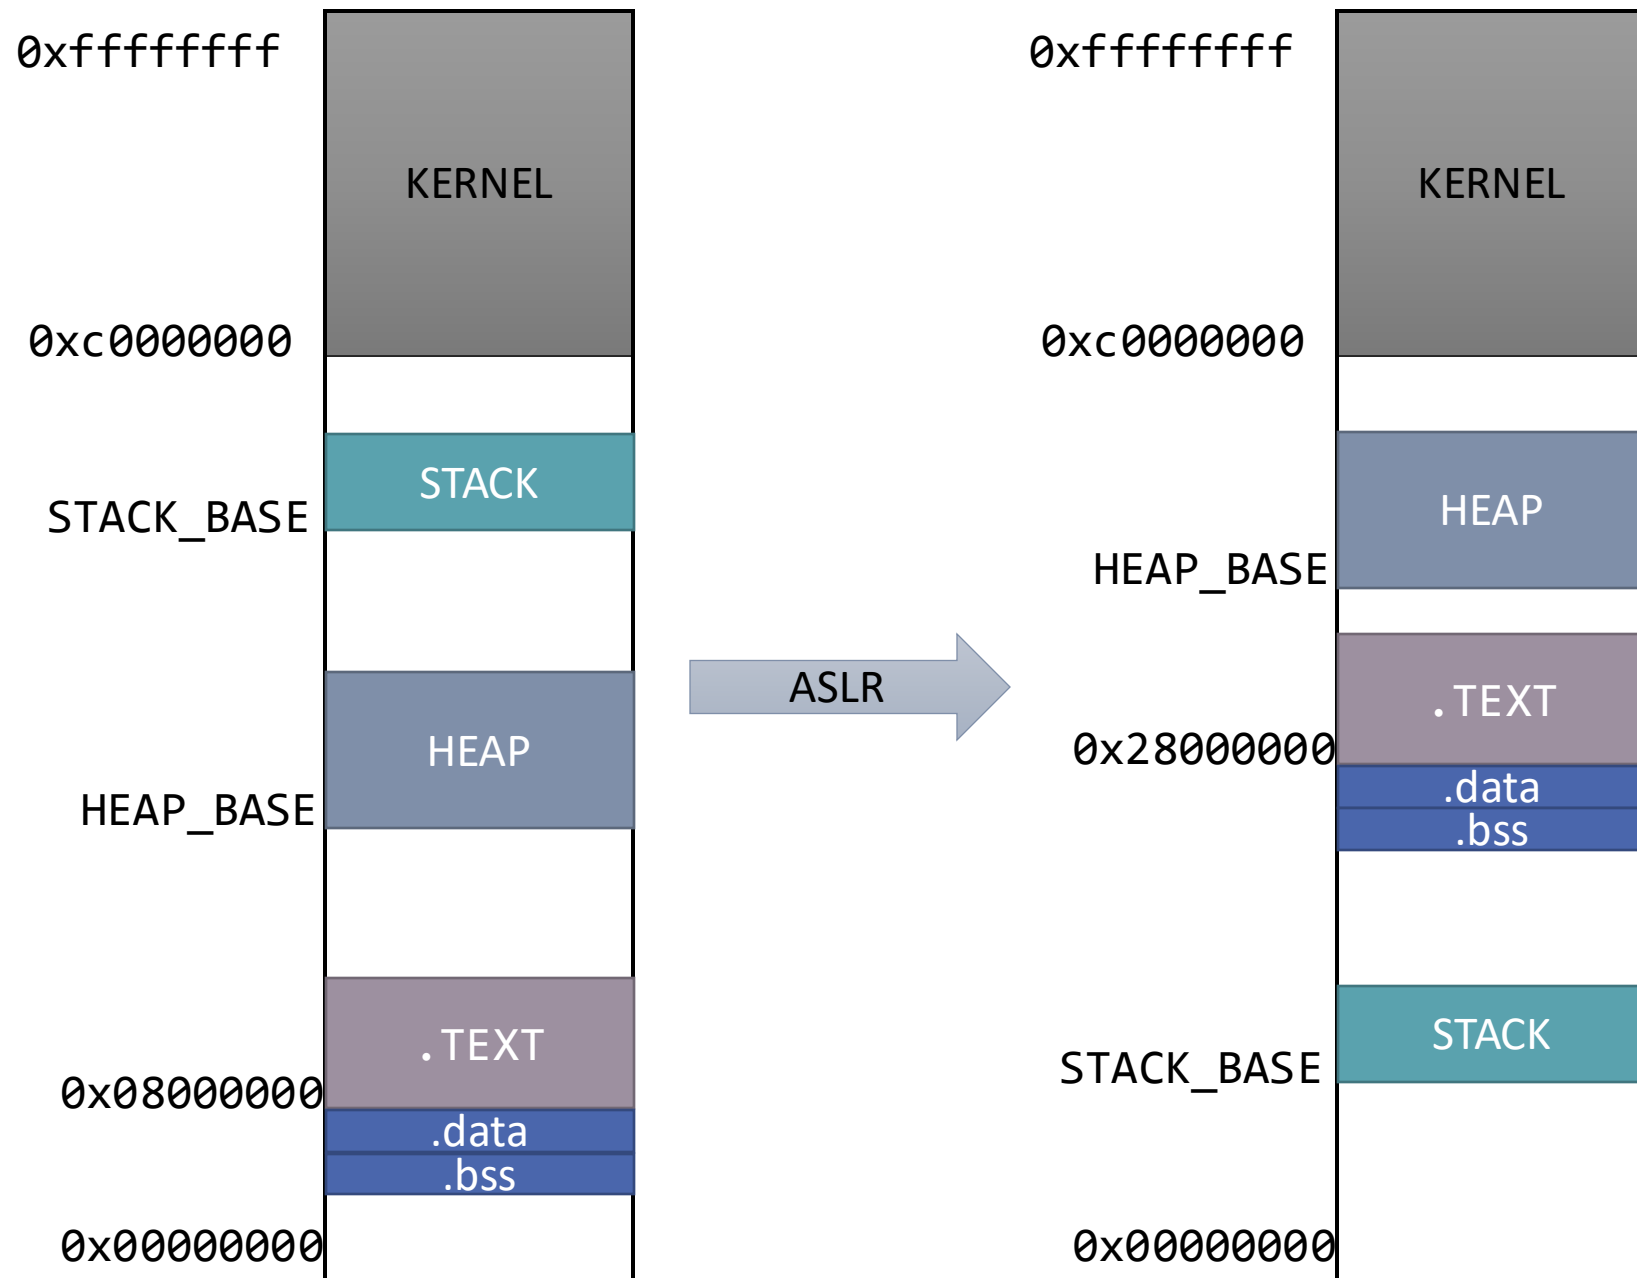 0xffffffff
KERNEL
0xc0000000
STACK
STACK_BASE
HEAP
HEAP_BASE
.TEXT
0x08000000
.data
.bss
0x00000000
ASLR
0xffffffff
KERNEL
0xc0000000
HEAP
HEAP_BASE
.TEXT
0x28000000
.data
.bss
STACK
STACK_BASE
0x00000000